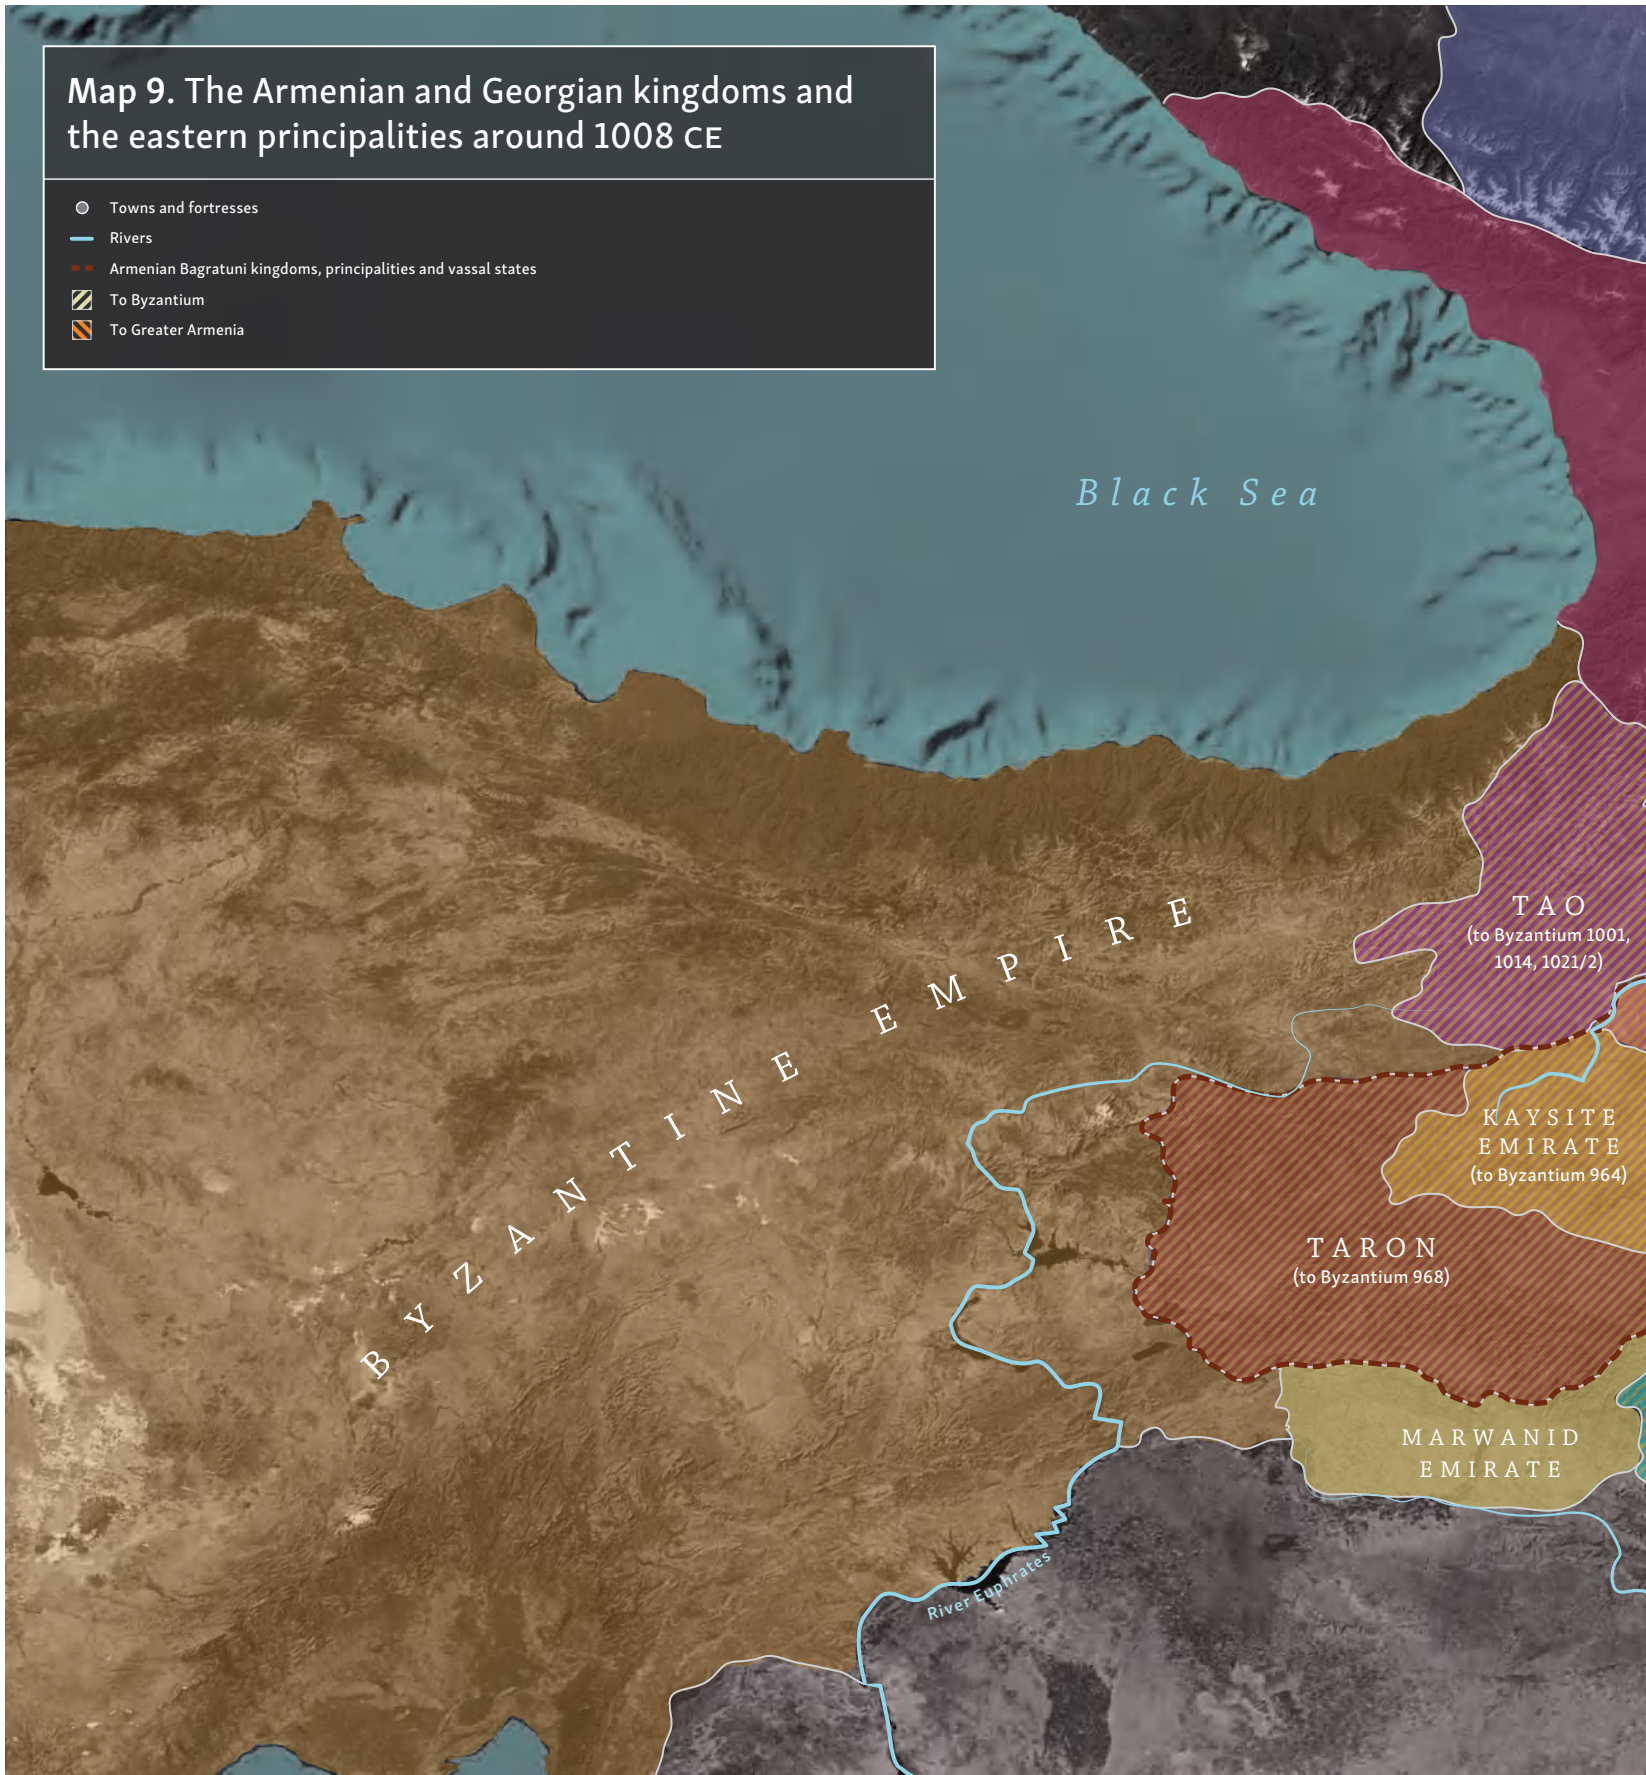 Map 9. The Armenian and Georgian kingdoms and
the eastern principalities around 1008 CE
Towns and fortresses
Rivers
Armenian Bagratuni kingdoms, principalities and vassal states
To Byzantium
To Greater Armenia
Black Sea
BYZANTINE EMPIRE
TAO
(to Byzantium 1001,
1014, 1021/2)
KAYSITE
EMIRATE
(to Byzantium 964)
TARON
(to Byzantium 968)
MARWANID
EMIRATE
River Euphrates